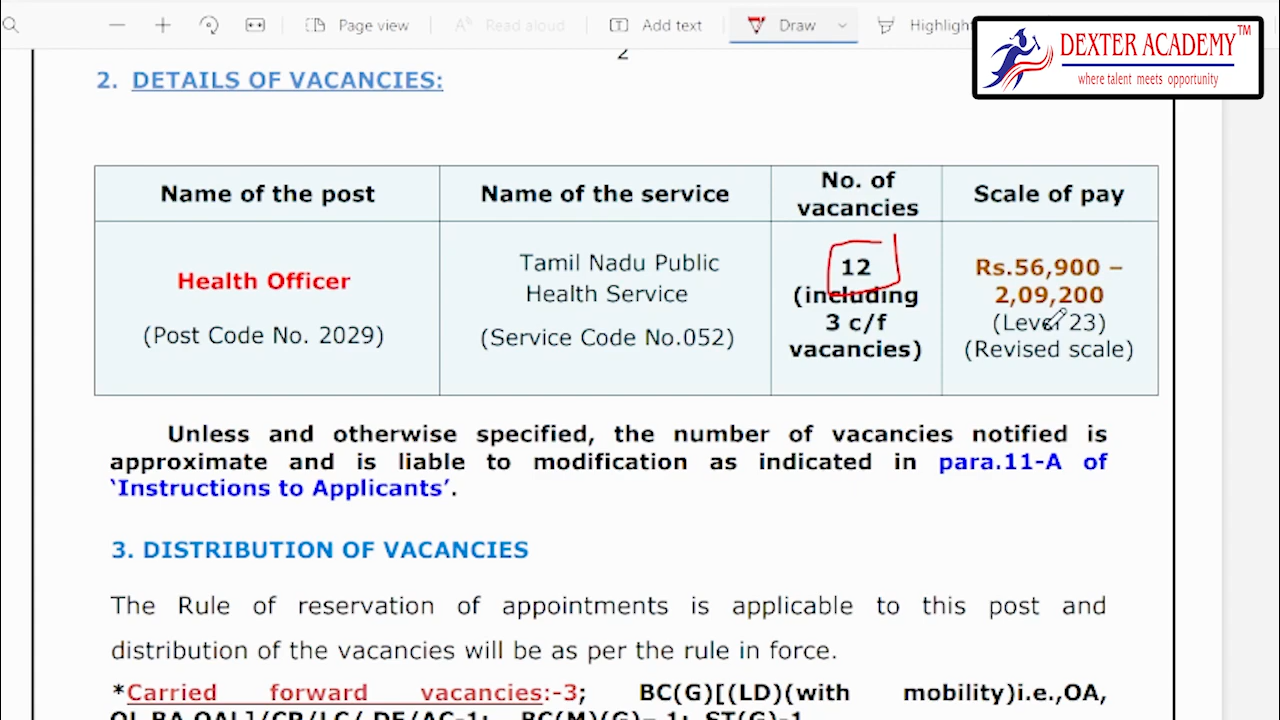 Page view
Read aloud
Add text
Draw
Highligh
DEXTER ACADEMY™
where talent meets opportunity
2
2. DETAILS OF VACANCIES:
Name of the post
Name of the service
No. of
vacancies
Scale of pay
Health Officer
(Post Code No. 2029)
Tamil Nadu Public
Health Service
(Service Code No.052)
12
(including
3 c/f
vacancies)
Rs.56,900 –
2,09,200
(Level 23)
(Revised scale)
Unless and otherwise specified, the number of vacancies notified is
approximate and is liable to modification as indicated in para.11-A of
‘Instructions to Applicants’.
3. DISTRIBUTION OF VACANCIES
The Rule of reservation of appointments is applicable to this post and
distribution of the vacancies will be as per the rule in force.
*Carried forward vacancies:-3; BC(G)[(LD)(with mobility)i.e.,OA,